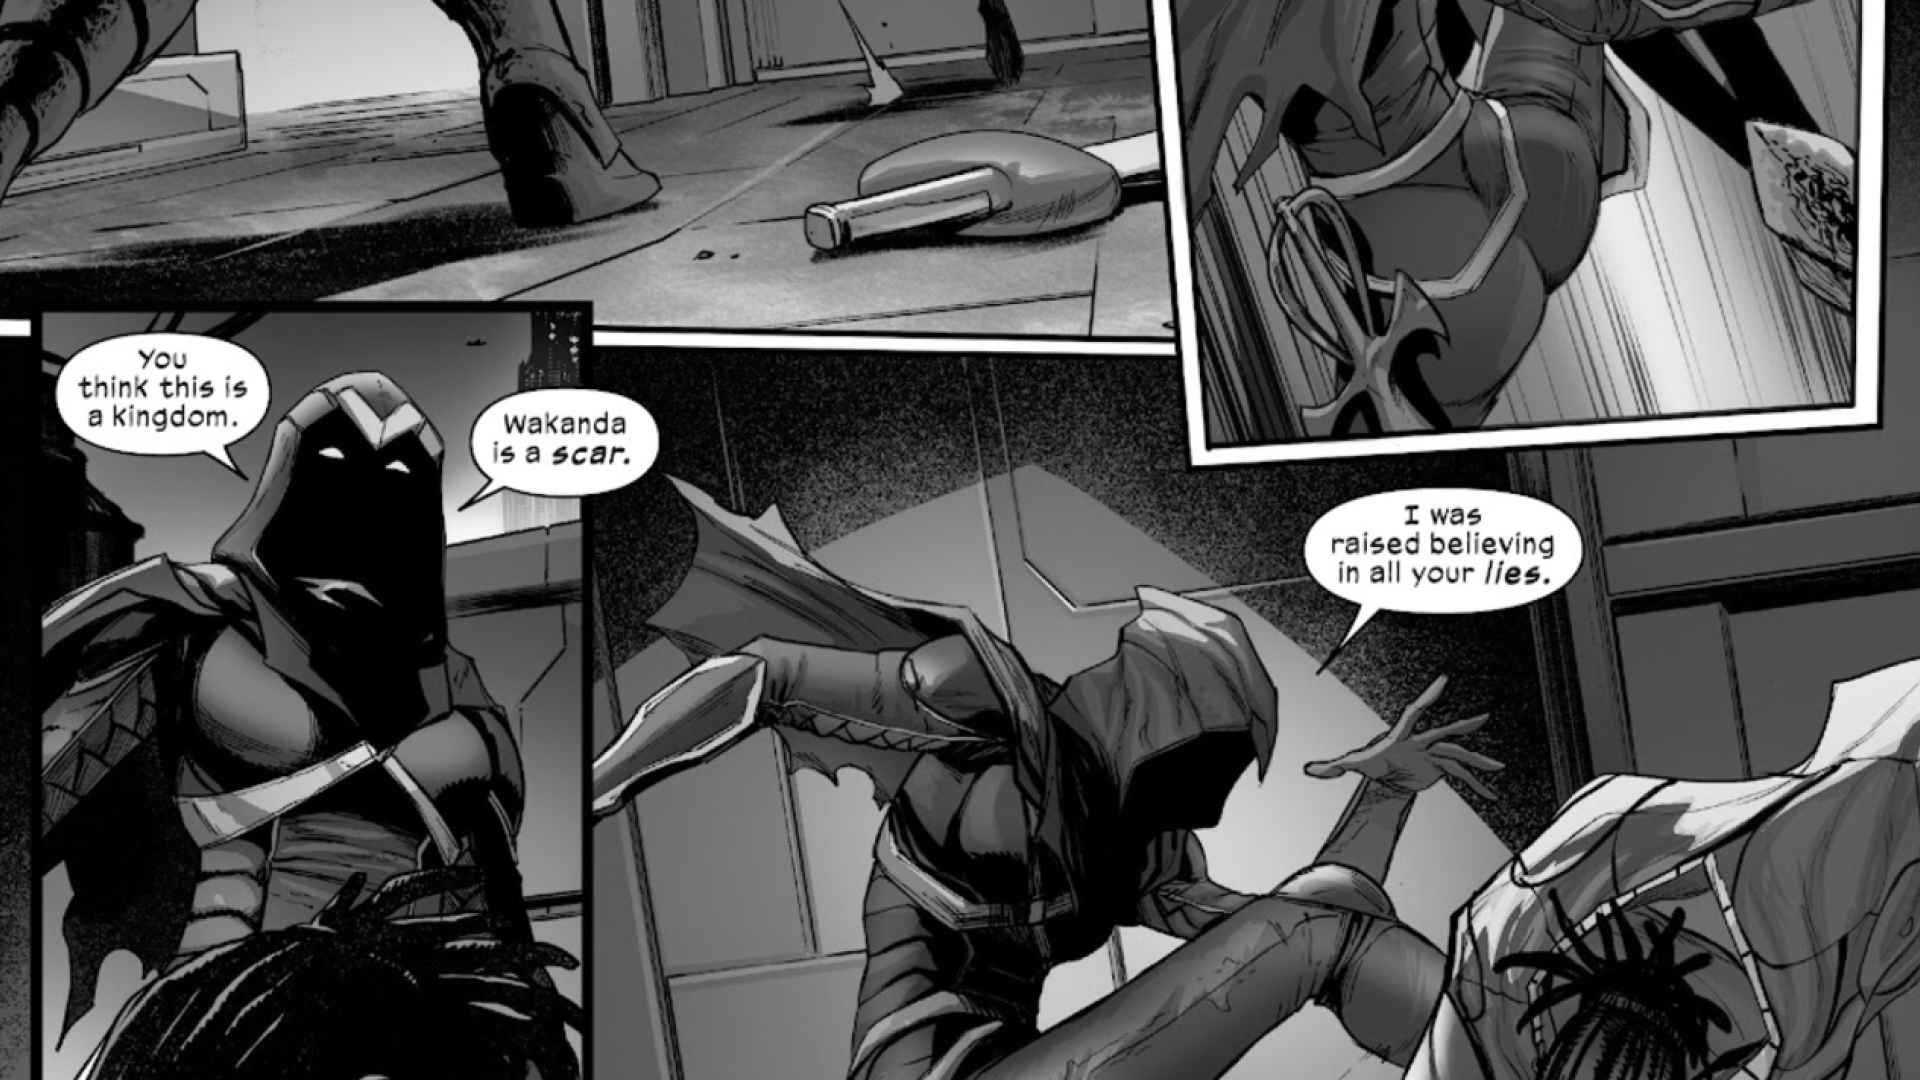 You
think this is
a kingdom.
Wakanda
is a scar.
I was
raised believing
in all your lies.